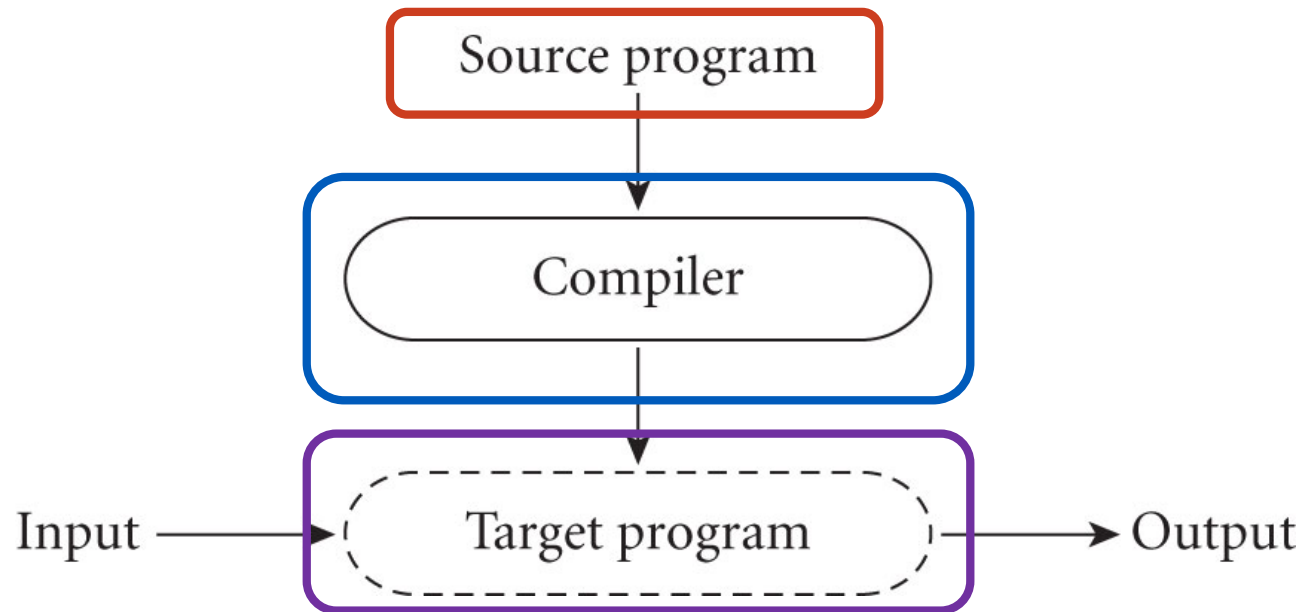 Source program
Compiler
Input
Target program
Output